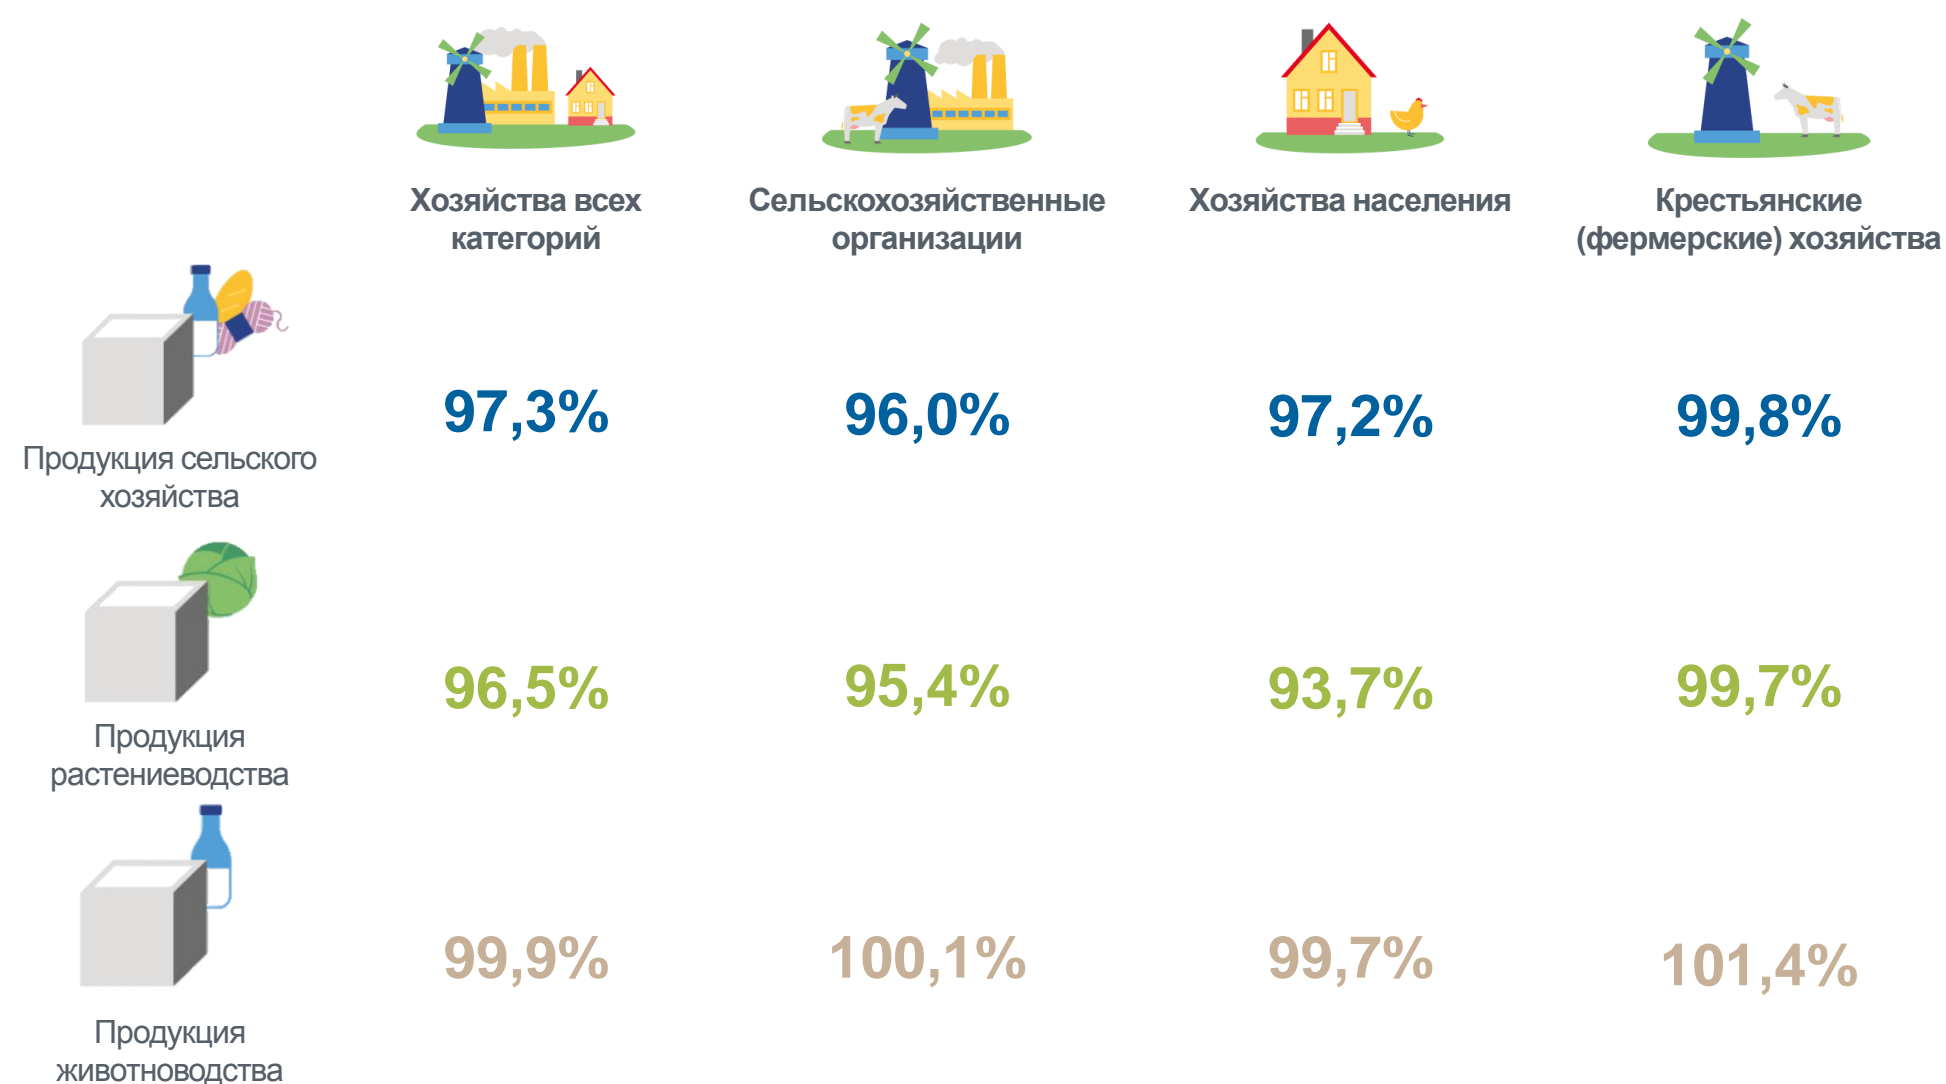 Хозяйства всех
категорий
Сельскохозяйственные
организации
Хозяйства населения
Крестьянские
(фермерские) хозяйства
Продукция сельского
хозяйства
97,3%
96,0%
97,2%
99,8%
Продукция
растениеводства
96,5%
95,4%
93,7%
99,7%
Продукция
животноводства
99,9%
100,1%
99,7%
101,4%